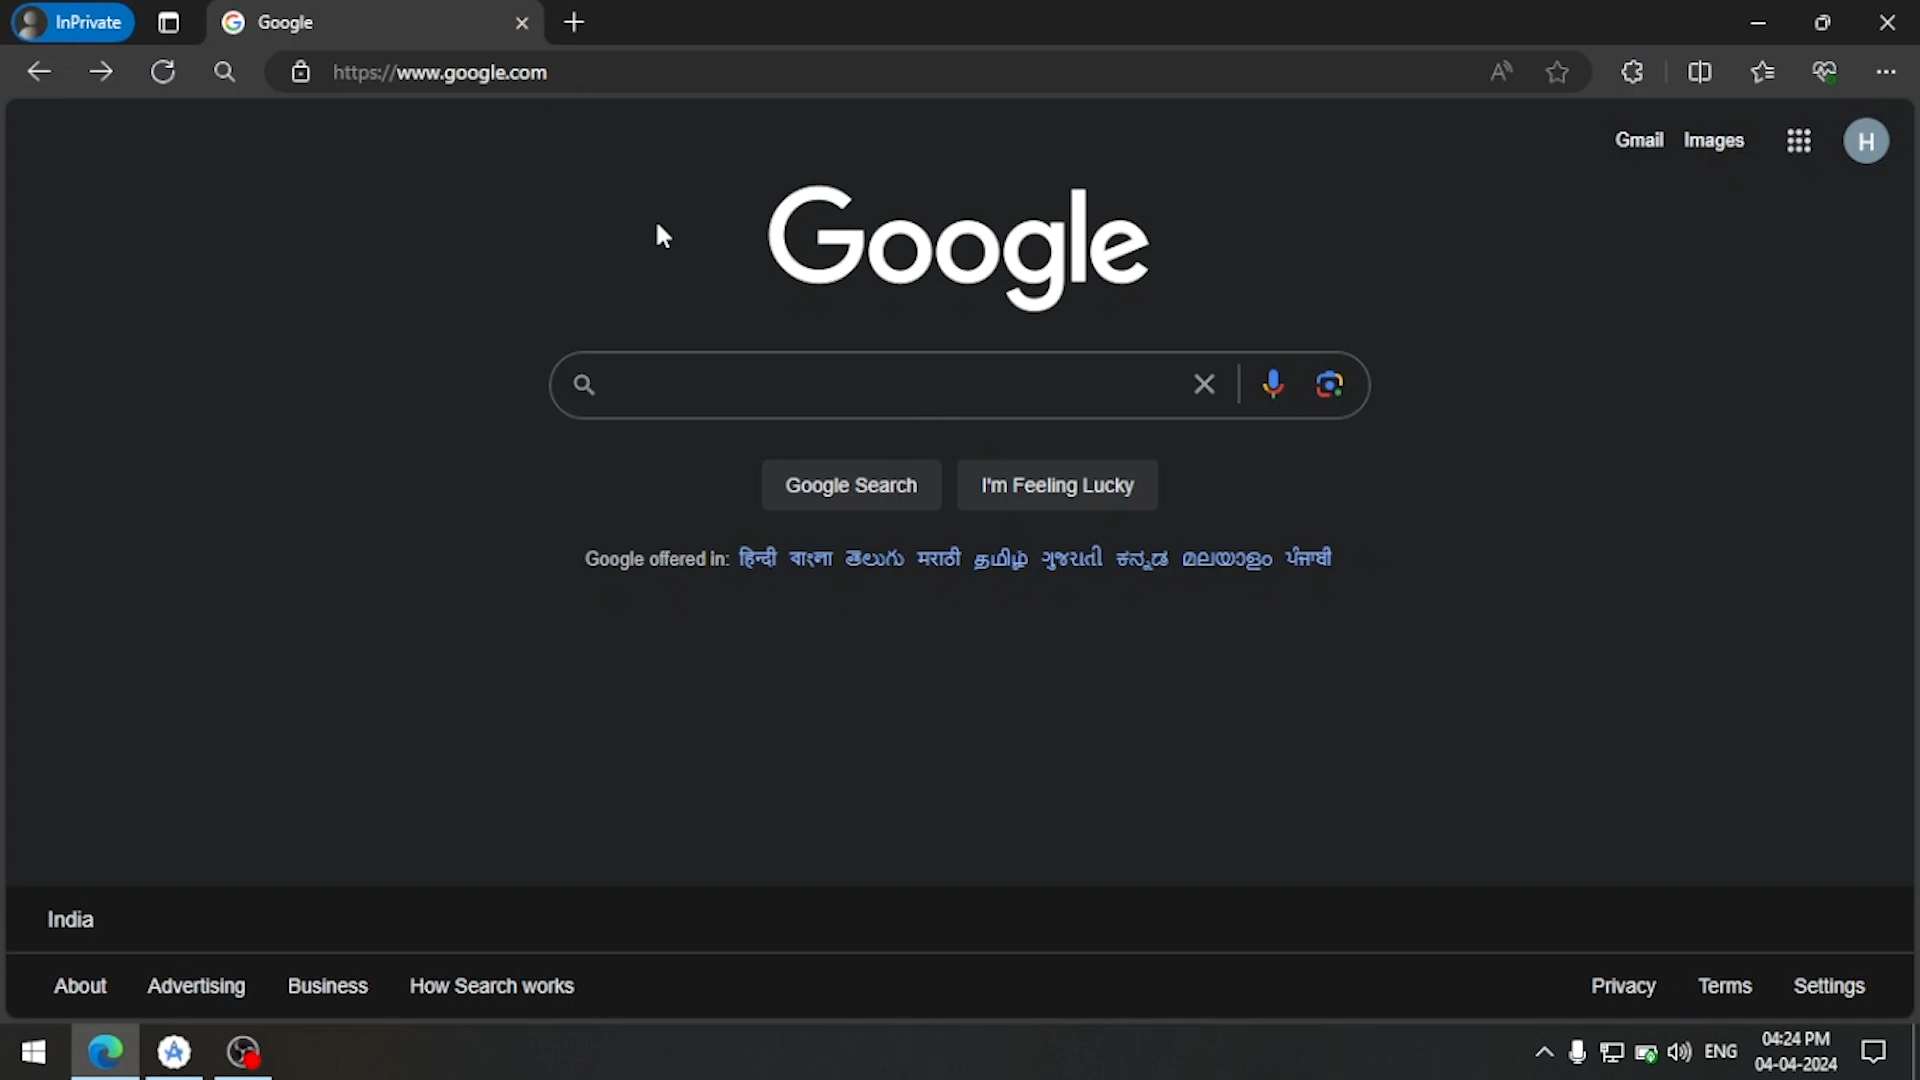 InPrivate
Google
https://www.google.com
Gmail Images
H
Google
Google Search
I'm Feeling Lucky
Google offered in: हिन्दी বাংলা తెలుగు मराठी தமிழ் ગુજરાતી ಕನ್ನಡ മലയാളം ਪੰਜਾਬੀ
India
About Advertising Business How Search works
Privacy Terms Settings
ENG
04:24 PM
04-04-2024